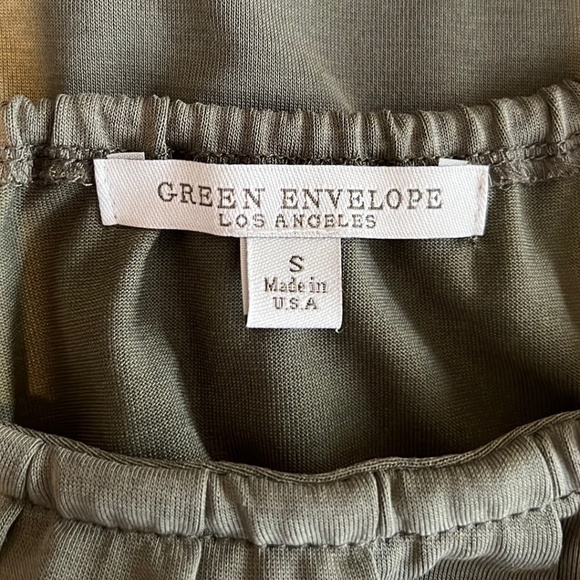 GREEN ENVELOPE
LOS ANGELES
S
Made in
U.S.A